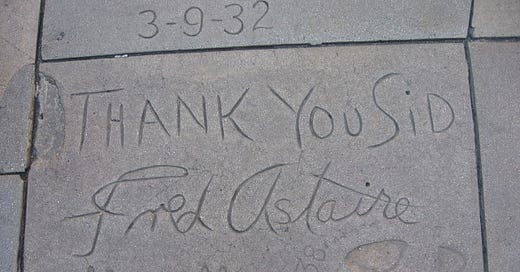 3-9-32
THANK YOU SiD
Fred Astaire